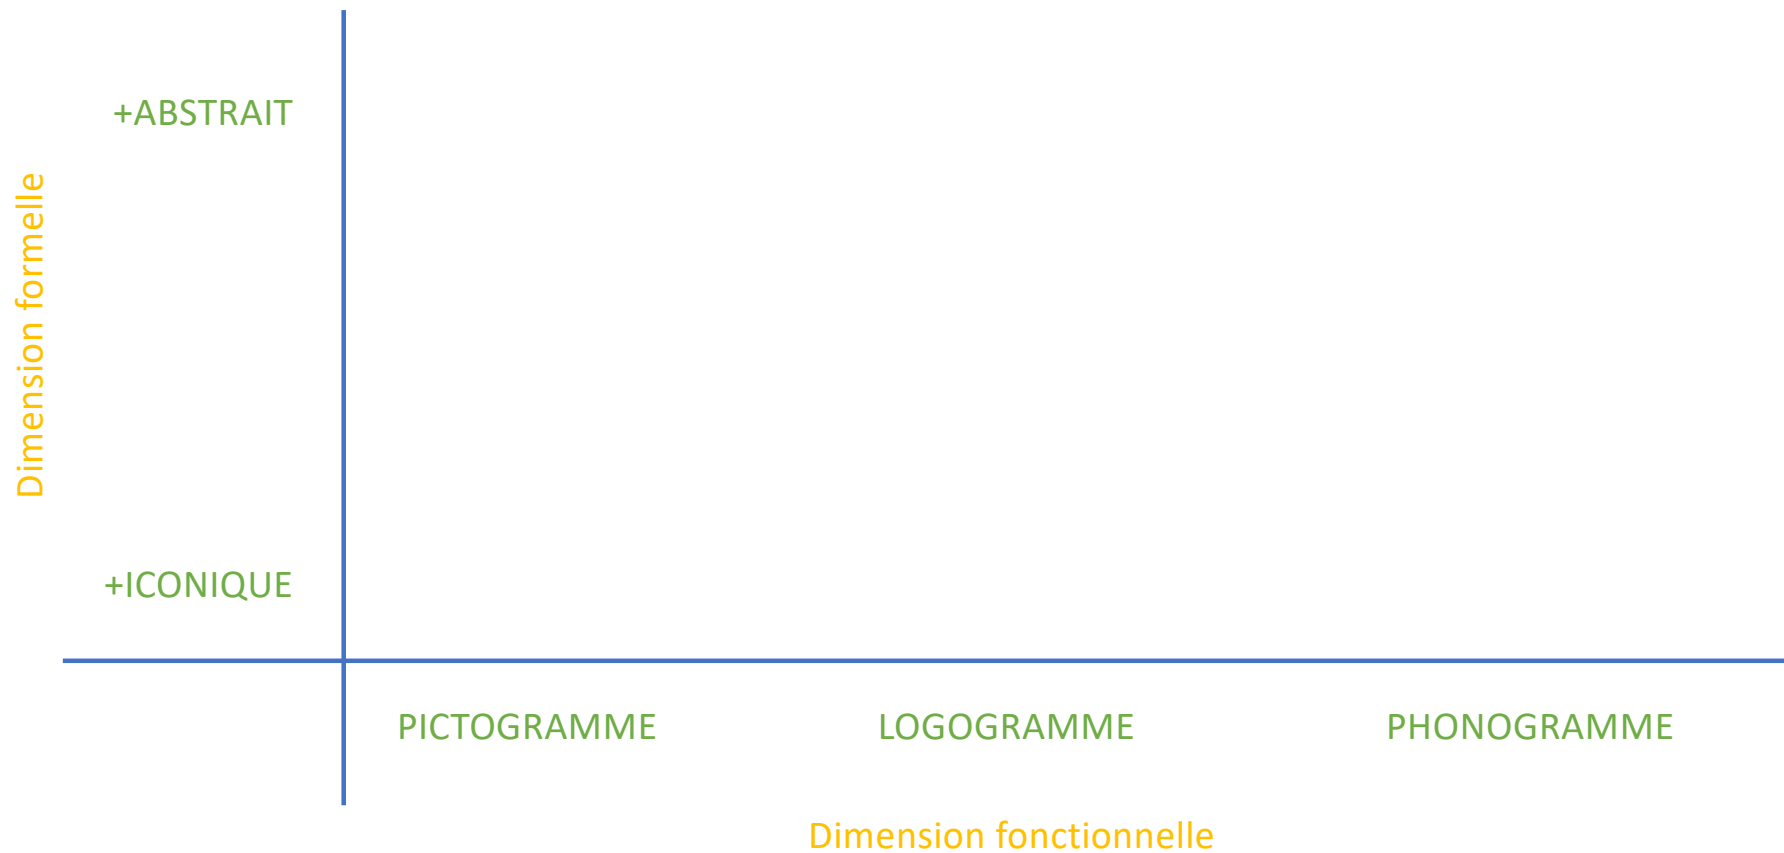 +ABSTRAIT
Dimension formelle
+ICONIQUE
PICTOGRAMME
LOGOGRAMME
PHONOGRAMME
Dimension fonctionnelle